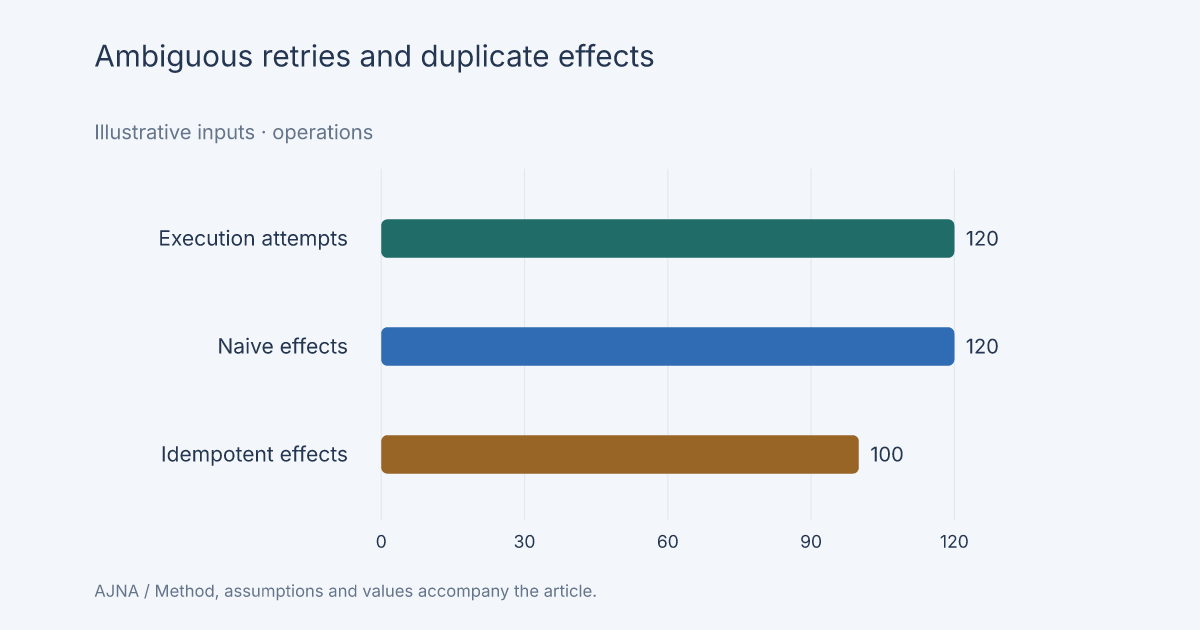 Ambiguous retries and duplicate effects
Illustrative inputs · operations
Execution attempts 120
Naive effects 120
Idempotent effects 100
0 30 60 90 120
AJNA / Method, assumptions and values accompany the article.